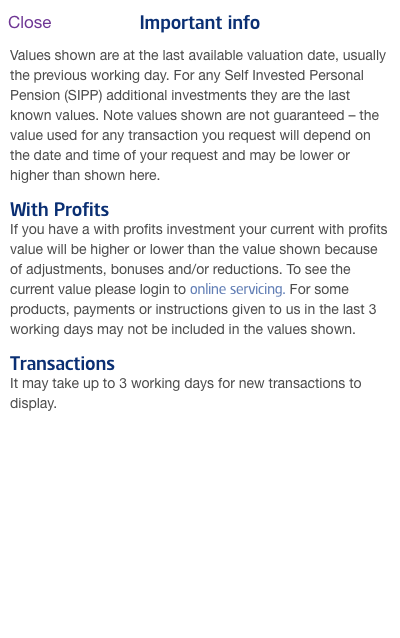 Close Important info
Values shown are at the last available valuation date, usually
the previous working day. For any Self Invested Personal
Pension (SIPP) additional investments they are the last
known values. Note values shown are not guaranteed – the
value used for any transaction you request will depend on
the date and time of your request and may be lower or
higher than shown here.
With Profits
If you have a with profits investment your current with profits
value will be higher or lower than the value shown because
of adjustments, bonuses and/or reductions. To see the
current value please login to online servicing. For some
products, payments or instructions given to us in the last 3
working days may not be included in the values shown.
Transactions
It may take up to 3 working days for new transactions to
display.